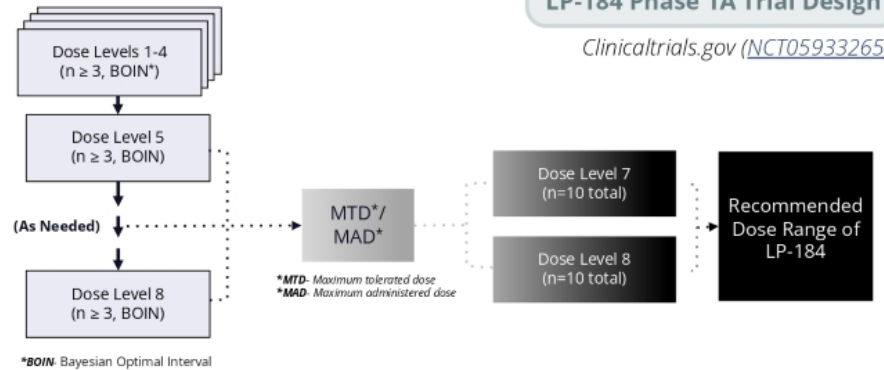 LP-184 Phase 1A Trial Design
Clinicaltrials.gov (NCT05933265
Dose Levels 1-4
(n ≥ 3, BOIN*)
Dose Level 5
(n ≥ 3, BOIN)
(As Needed)
Dose Level 8
(n ≥ 3, BOIN)
*BOIN- Bayesian Optimal Interval
MTD*/
MAD*
*MTD- Maximum tolerated dose
*MAD- Maximum administered dose
Dose Level 7
(n=10 total)
Dose Level 8
(n=10 total)
Recommended
Dose Range of
LP-184